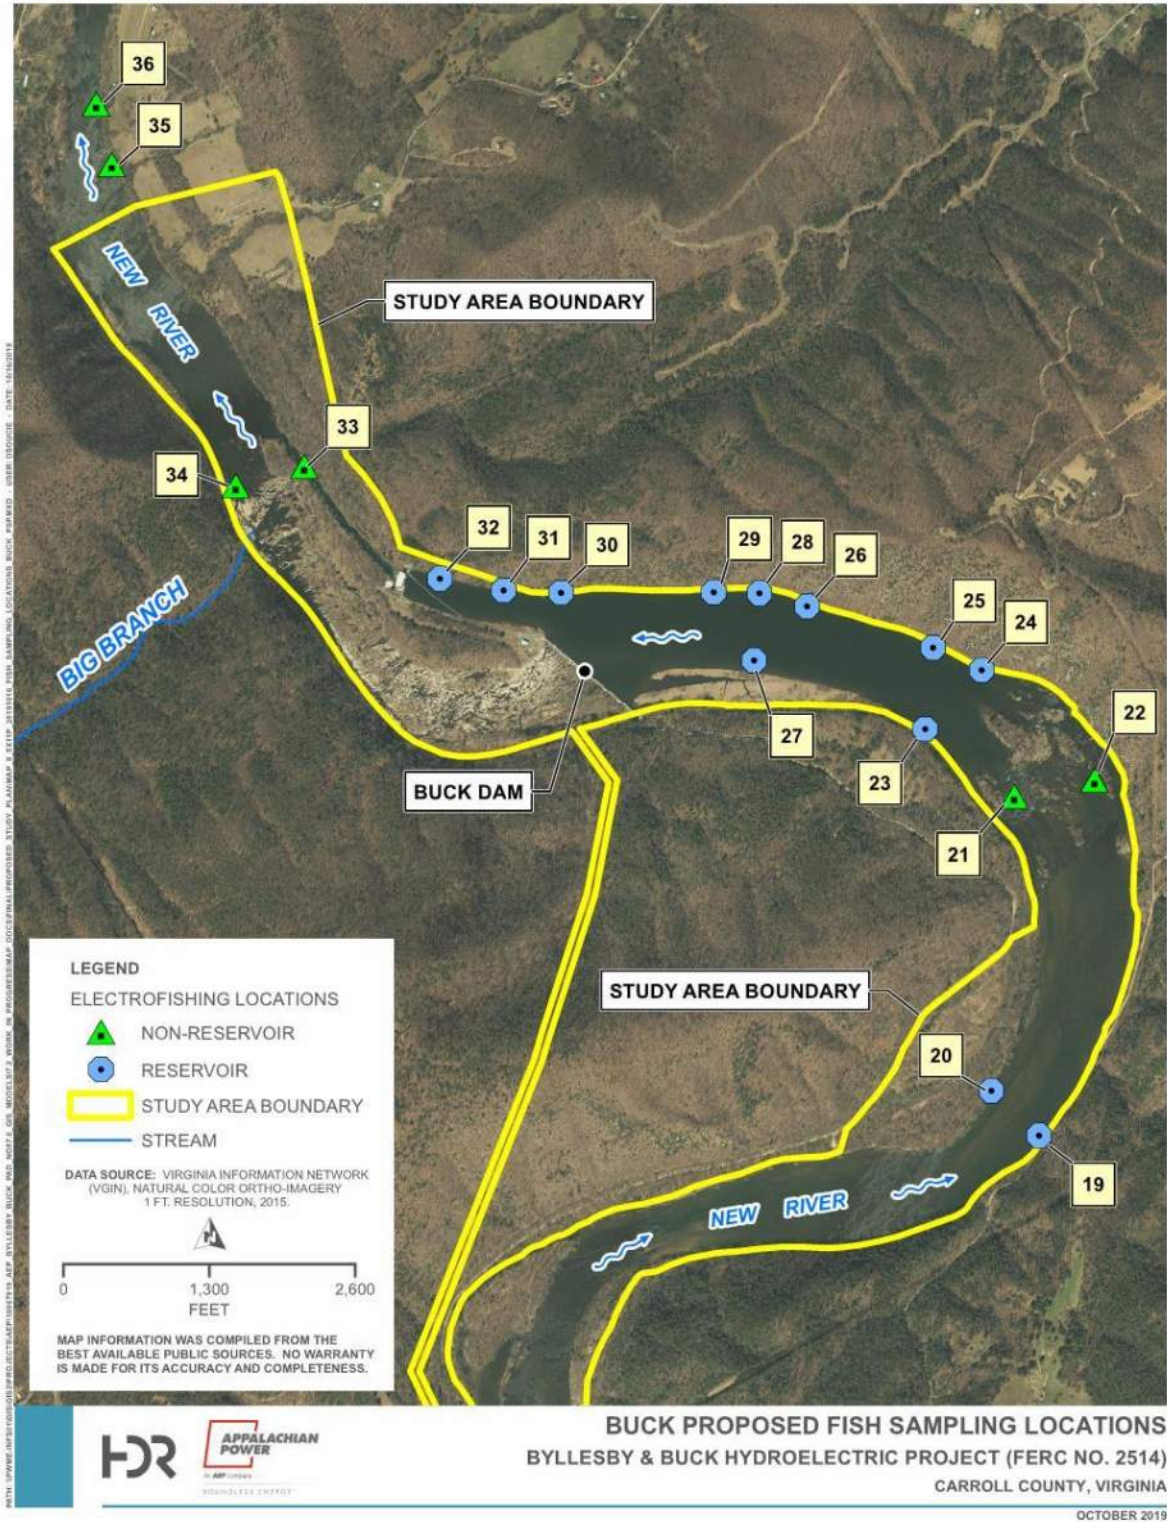 36
35
NEW
RIVER
STUDY AREA BOUNDARY
33
34
32
31
30
29
28
26
25
24
22
BIG BRANCH
27
23
BUCK DAM
21
STUDY AREA BOUNDARY
20
19
NEW RIVER
LEGEND
ELECTROFISHING LOCATIONS
NON-RESERVOIR
RESERVOIR
STUDY AREA BOUNDARY
STREAM
DATA SOURCE: VIRGINIA INFORMATION NETWORK
(VGIN), NATURAL COLOR ORTHO-IMAGERY
1 FT. RESOLUTION, 2015.
N
0 1,300 2,600
FEET
MAP INFORMATION WAS COMPILED FROM THE
BEST AVAILABLE PUBLIC SOURCES. NO WARRANTY
IS MADE FOR ITS ACCURACY AND COMPLETENESS.
HDR
APPALACHIAN
POWER
An AEP Company
BOUNDLESS ENERGY
BUCK PROPOSED FISH SAMPLING LOCATIONS
BYLLESBY & BUCK HYDROELECTRIC PROJECT (FERC NO. 2514)
CARROLL COUNTY, VIRGINIA
OCTOBER 2019